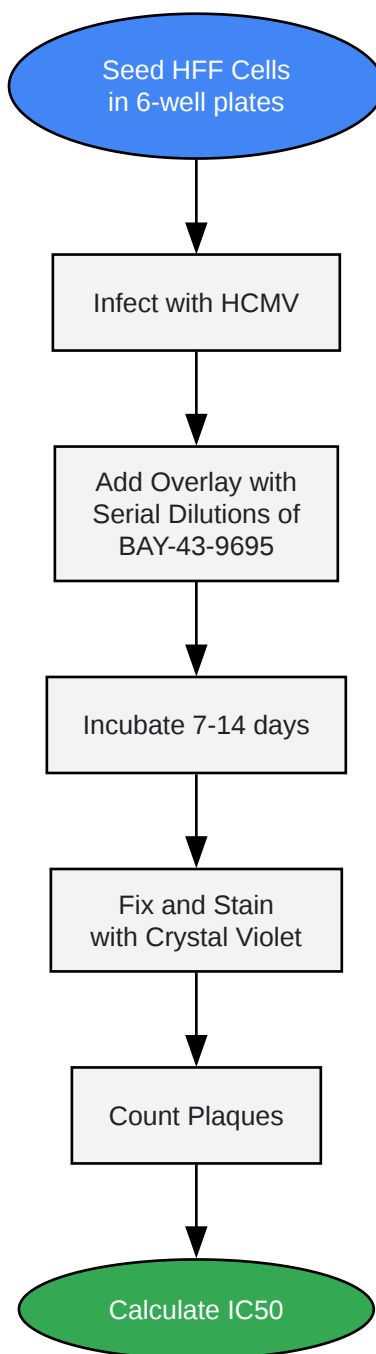 Seed HFF Cells
in 6-well plates
Infect with HCMV
Add Overlay with
Serial Dilutions of
BAY-43-9695
Incubate 7-14 days
Fix and Stain
with Crystal Violet
Count Plaques
Calculate IC50